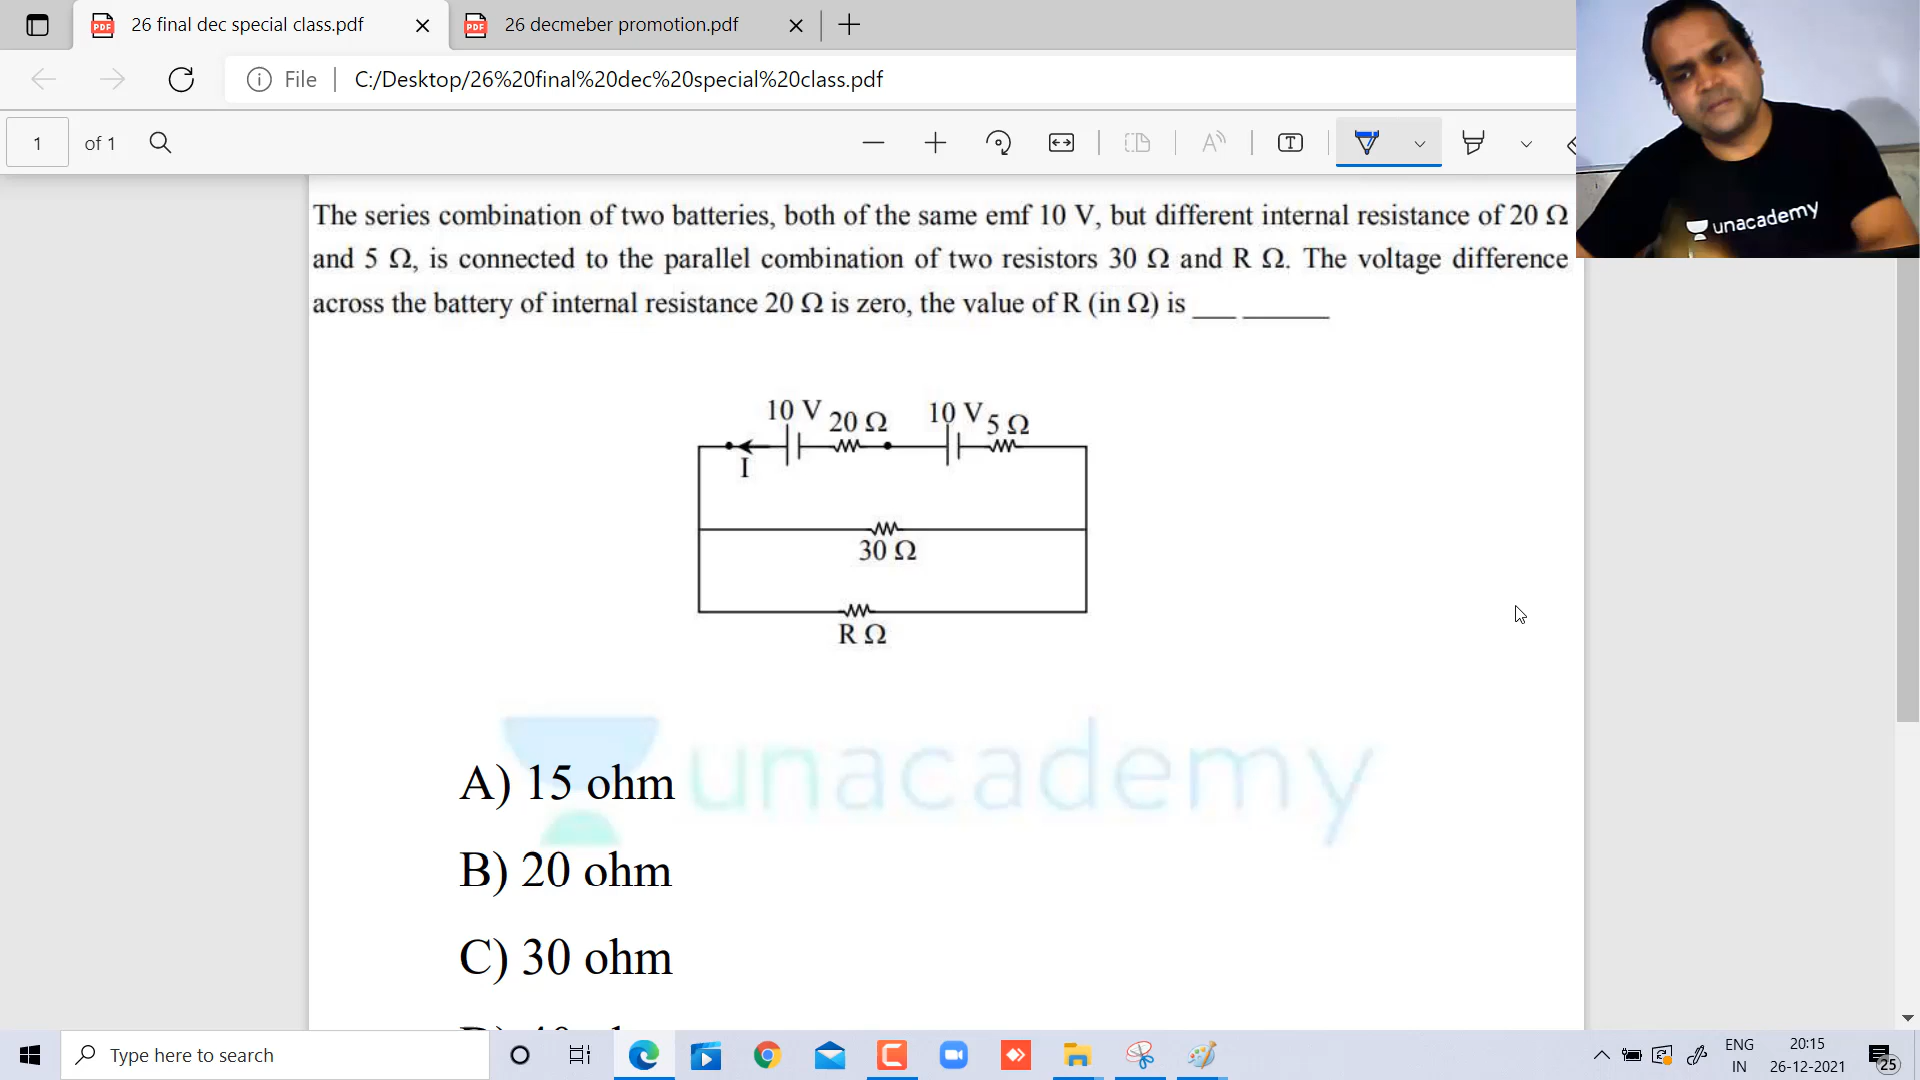 26 final dec special class.pdf
26 decmeber promotion.pdf
File
C:/Desktop/26%20final%20dec%20special%20class.pdf
1
of 1
unacademy
The series combination of two batteries, both of the same emf 10 V, but different internal resistance of 20 Ω
and 5 Ω, is connected to the parallel combination of two resistors 30 Ω and R Ω. The voltage difference
across the battery of internal resistance 20 Ω is zero, the value of R (in Ω) is ___ ______
10 V 20 Ω 10 V 5 Ω
I
30 Ω
R Ω
unacademy
A) 15 ohm
B) 20 ohm
C) 30 ohm
Type here to search
ENG
IN
20:15
26-12-2021
25